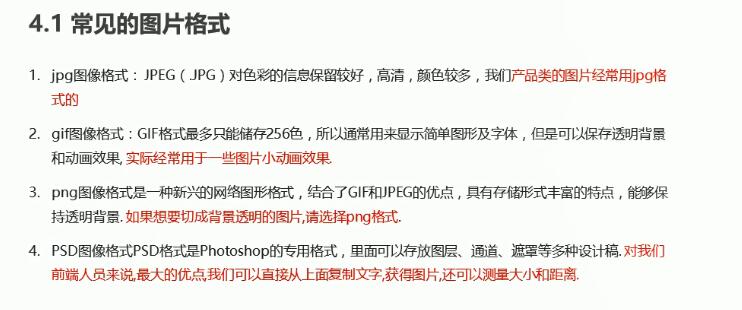 4.1 常见的图片格式
1. jpg图像格式： JPEG（ .JPG）对色彩的信息保留较好，高清，颜色较多，我们产品类的图片经常用jpg格
式的
2. gif图像格式：GIF格式最多只能储存256色，所以通常用来显示简单图形及字体，但是可以保存透明背景
和动画效果, 实际经常用于一些图片小动画效果.
3. png图像格式是一种新兴的网络图形格式，结合了GIF和JPEG的优点，具有存储形式丰富的特点，能够保
持透明背景. 如果想要切成背景透明的图片,请选择png格式.
4. PSD图像格式PSD格式是Photoshop的专用格式，里面可以存放图层、通道、遮罩等多种设计稿. 对我们
前端人员来说,最大的优点,我们可以直接从上面复制文字,获得图片,还可以测量大小和距离.